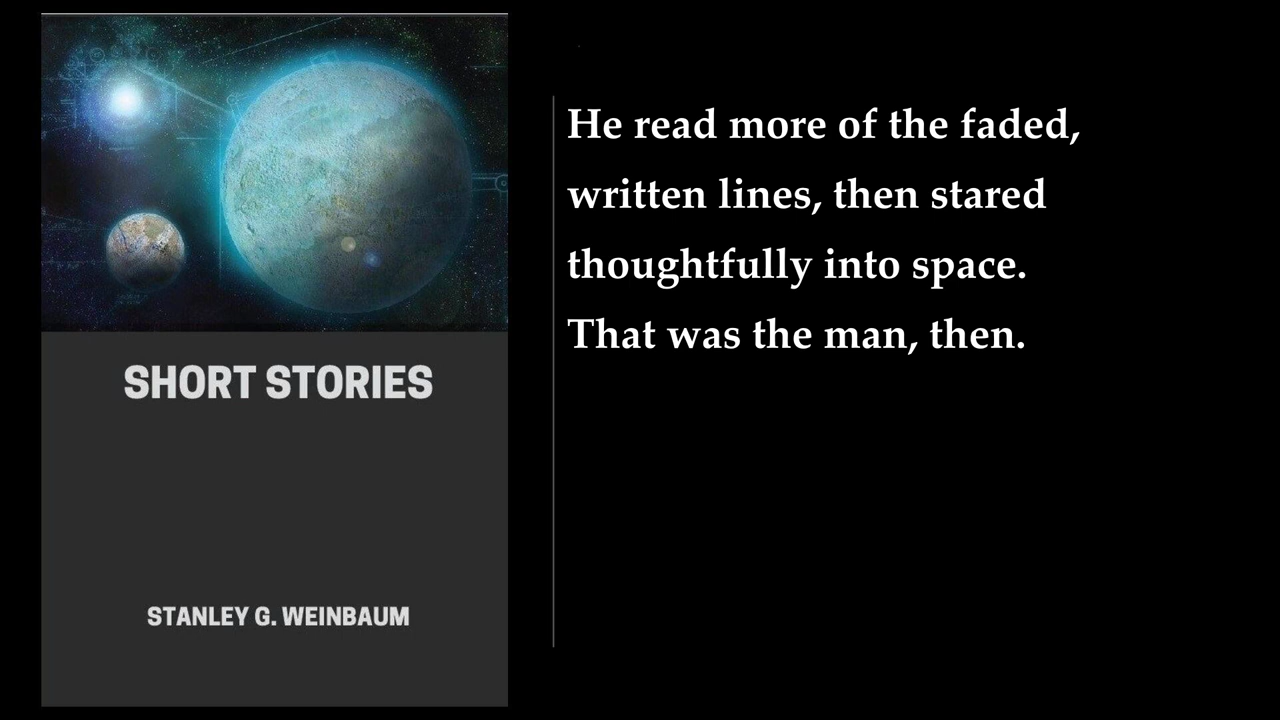 SHORT STORIES
STANLEY G. WEINBAUM
He read more of the faded,
written lines, then stared
thoughtfully into space.
That was the man, then.